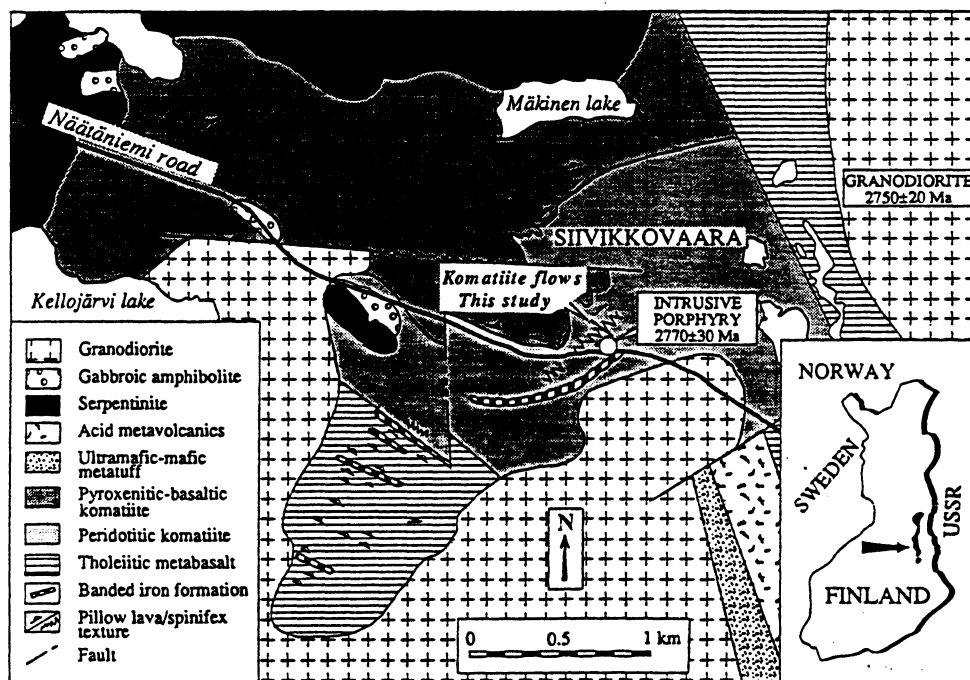 Mäkinen lake
Näätäniemi road
GRANODIORITE
2750±20 Ma
SIIVIKKOVAARA
Komatiite flows
This study
Kellojärvi lake
INTRUSIVE
PORPHYRY
2770±30 Ma
Granodiorite
Gabbroic amphibolite
Serpentinite
Acid metavolcanics
Ultramafic-mafic
metatuff
Pyroxenitic-basaltic
komatiite
Peridotitic komatiite
Tholeiitic metabasalt
Banded iron formation
Pillow lava/spinifex
texture
Fault
N
0 0.5 1 km
NORWAY
SWEDEN
USSR
FINLAND